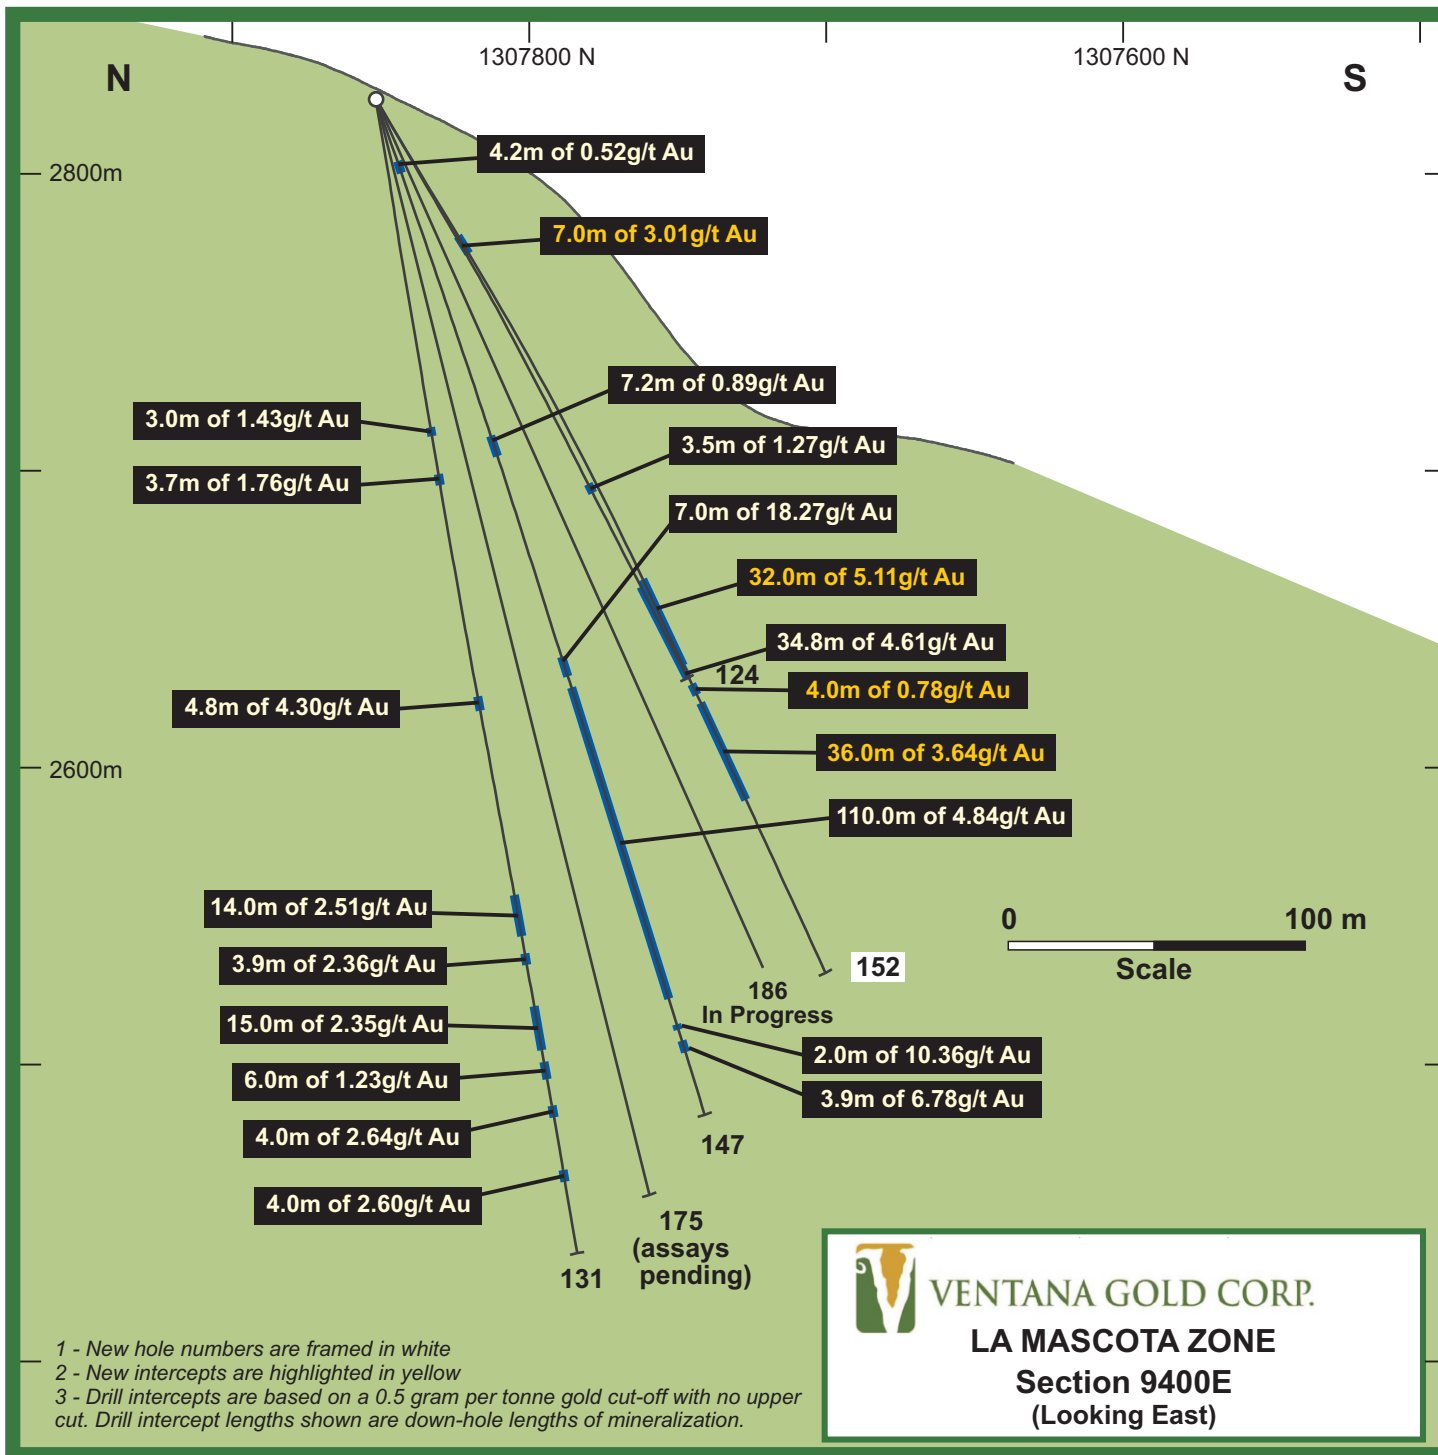 1307800 N
1307600 N
N
S
4.2m of 0.52g/t Au
2800m
7.0m of 3.01g/t Au
7.2m of 0.89g/t Au
3.0m of 1.43g/t Au
3.5m of 1.27g/t Au
3.7m of 1.76g/t Au
7.0m of 18.27g/t Au
32.0m of 5.11g/t Au
34.8m of 4.61g/t Au
124
4.0m of 0.78g/t Au
4.8m of 4.30g/t Au
36.0m of 3.64g/t Au
2600m
110.0m of 4.84g/t Au
14.0m of 2.51g/t Au
0 100 m
Scale
3.9m of 2.36g/t Au
152
186
In Progress
15.0m of 2.35g/t Au
2.0m of 10.36g/t Au
6.0m of 1.23g/t Au
3.9m of 6.78g/t Au
4.0m of 2.64g/t Au
147
4.0m of 2.60g/t Au
175
(assays
pending)
131
VENTANA GOLD CORP.
LA MASCOTA ZONE
Section 9400E
(Looking East)
1 - New hole numbers are framed in white
2 - New intercepts are highlighted in yellow
3 - Drill intercepts are based on a 0.5 gram per tonne gold cut-off with no upper
cut. Drill intercept lengths shown are down-hole lengths of mineralization.